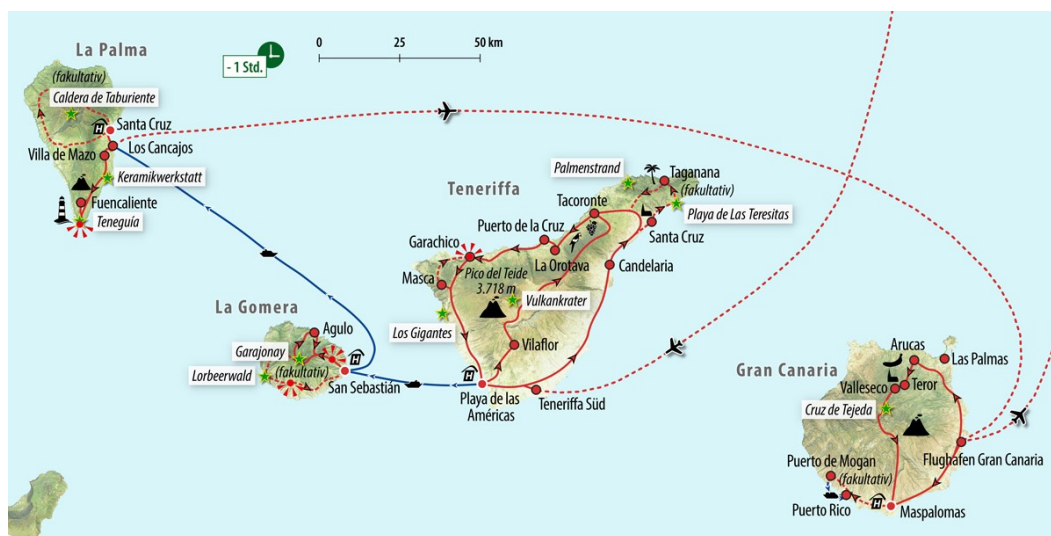 La Palma
- 1 Std.
0 25 50 km
(fakultativ)
Caldera de Taburiente
H
Santa Cruz
Los Cancajos
Villa de Mazo
Keramikwerkstatt
Fuencaliente
Teneguía
Teneriffa
Palmenstrand
Taganana
(fakultativ)
Playa de Las Teresitas
Tacoronte
Santa Cruz
Puerto de la Cruz
La Orotava
Candelaria
Garachico
Masca
Pico del Teide
3.718 m
Vulkankrater
Los Gigantes
Vilaflor
H
Playa de las
Américas
Teneriffa Süd
La Gomera
Agulo
Garajonay
(fakultativ)
Lorbeerwald
H
San Sebastián
Gran Canaria
Arucas
Las Palmas
Valleseco
Teror
Cruz de Tejeda
Flughafen Gran Canaria
Puerto de Mogan
(fakultativ)
Puerto Rico
H
Maspalomas